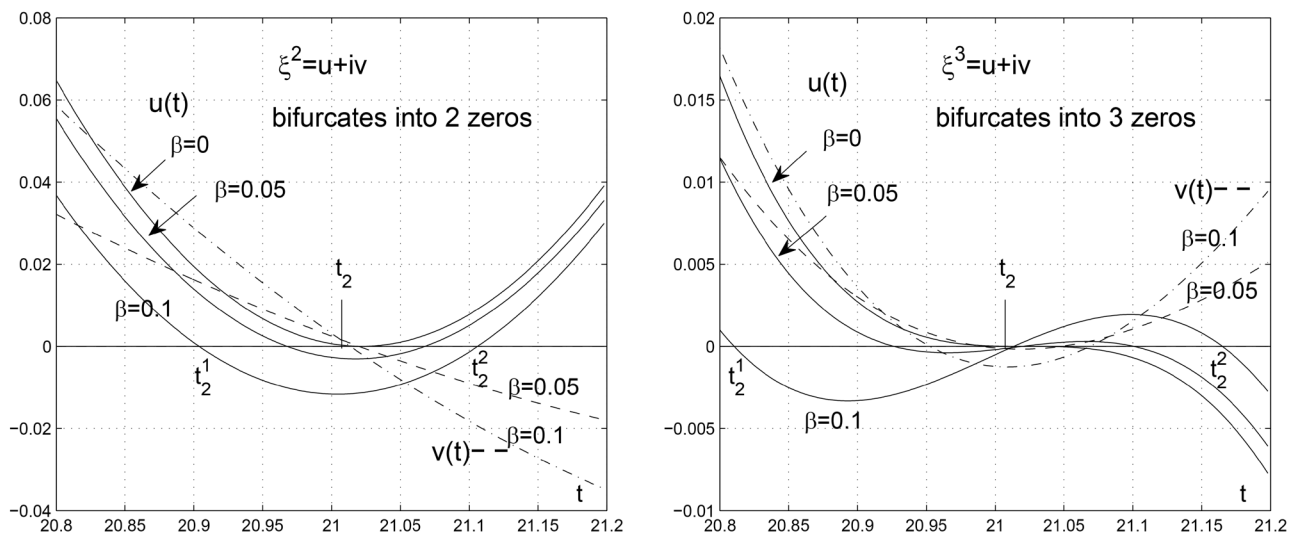 0.08
0.06
0.04
0.02
0
−0.02
−0.04
20.8 20.85 20.9 20.95 21 21.05 21.1 21.15 21.2
ξ²=u+iv
u(t)
bifurcates into 2 zeros
β=0
β=0.05
t₂
β=0.1
t₂¹
t₂²
β=0.05
β=0.1
v(t)− −
t
0.02
0.015
0.01
0.005
0
−0.005
−0.01
20.8 20.85 20.9 20.95 21 21.05 21.1 21.15 21.2
ξ³=u+iv
u(t)
bifurcates into 3 zeros
β=0
β=0.05
v(t)− −
β=0.1
t₂
β=0.05
t₂¹
t₂²
β=0.1
t